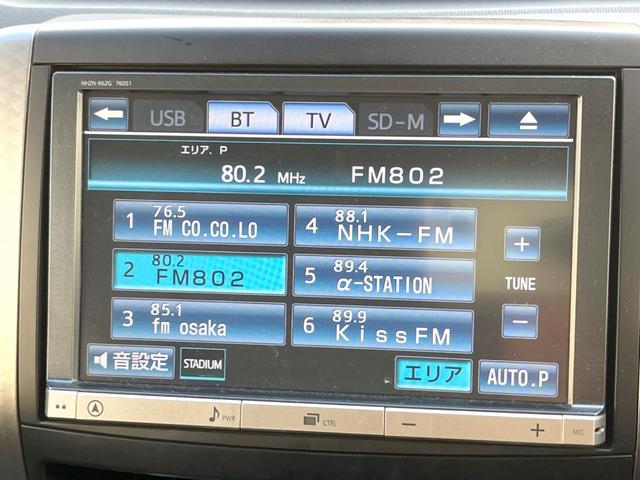 NHZN-X62G 76051
USB BT TV SD-M
エリア.P
80.2 MHz FM802
1 76.5 FM CO.CO.LO
4 88.1 NHK-FM
2 80.2 FM802
5 89.4 α-STATION
3 85.1 fm osaka
6 89.9 KissFM
+
TUNE
−
音設定 STADIUM エリア AUTO.P
PWR CTRL − + MIC